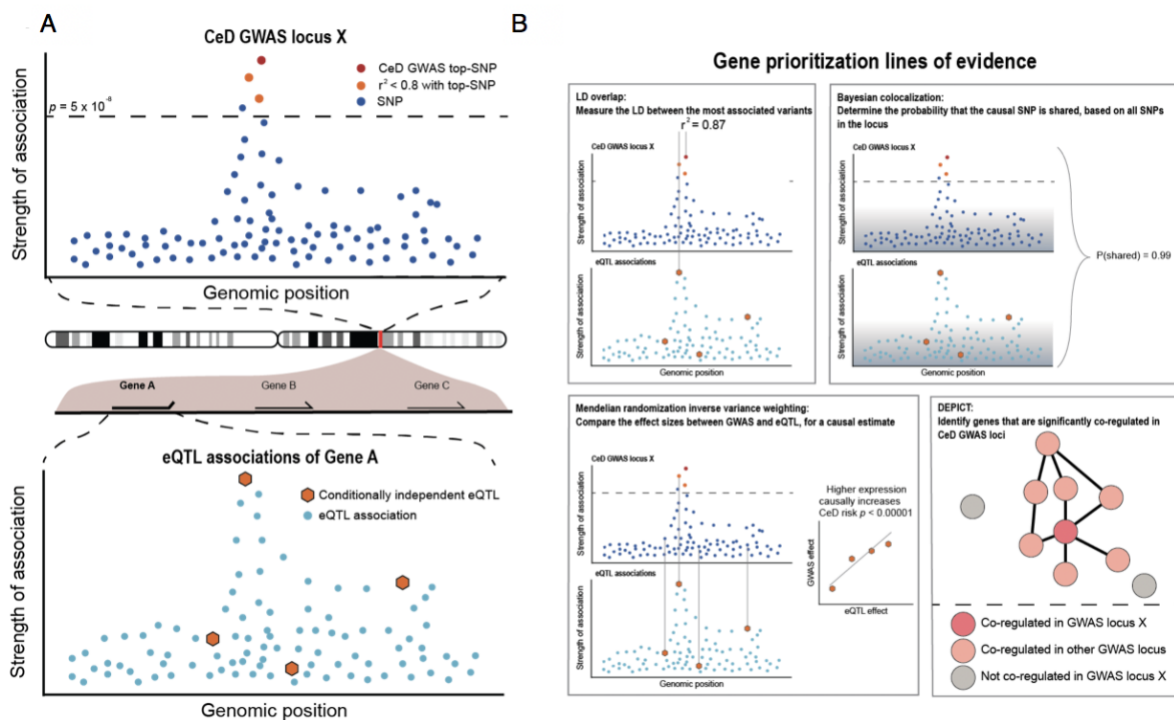 A
CeD GWAS locus X
CeD GWAS top-SNP
r² < 0.8 with top-SNP
SNP
p = 5 x 10⁻⁸
Strength of association
Genomic position
Gene A
Gene B
Gene C
eQTL associations of Gene A
Conditionally independent eQTL
eQTL association
Strength of association
Genomic position
B
Gene prioritization lines of evidence
LD overlap:
Measure the LD between the most associated variants
r² = 0.87
CeD GWAS locus X
Strength of association
eQTL associations
Strength of association
Genomic position
Bayesian colocalization:
Determine the probability that the causal SNP is shared, based on all SNPs
in the locus
CeD GWAS locus X
Strength of association
eQTL associations
Strength of association
Genomic position
P(shared) = 0.99
Mendelian randomization inverse variance weighting:
Compare the effect sizes between GWAS and eQTL, for a causal estimate
CeD GWAS locus X
Strength of association
eQTL associations
Strength of association
Genomic position
Higher expression
causally increases
CeD risk p < 0.00001
GWAS effect
eQTL effect
DEPICT:
Identify genes that are significantly co-regulated in
CeD GWAS loci
Co-regulated in GWAS locus X
Co-regulated in other GWAS locus
Not co-regulated in GWAS locus X